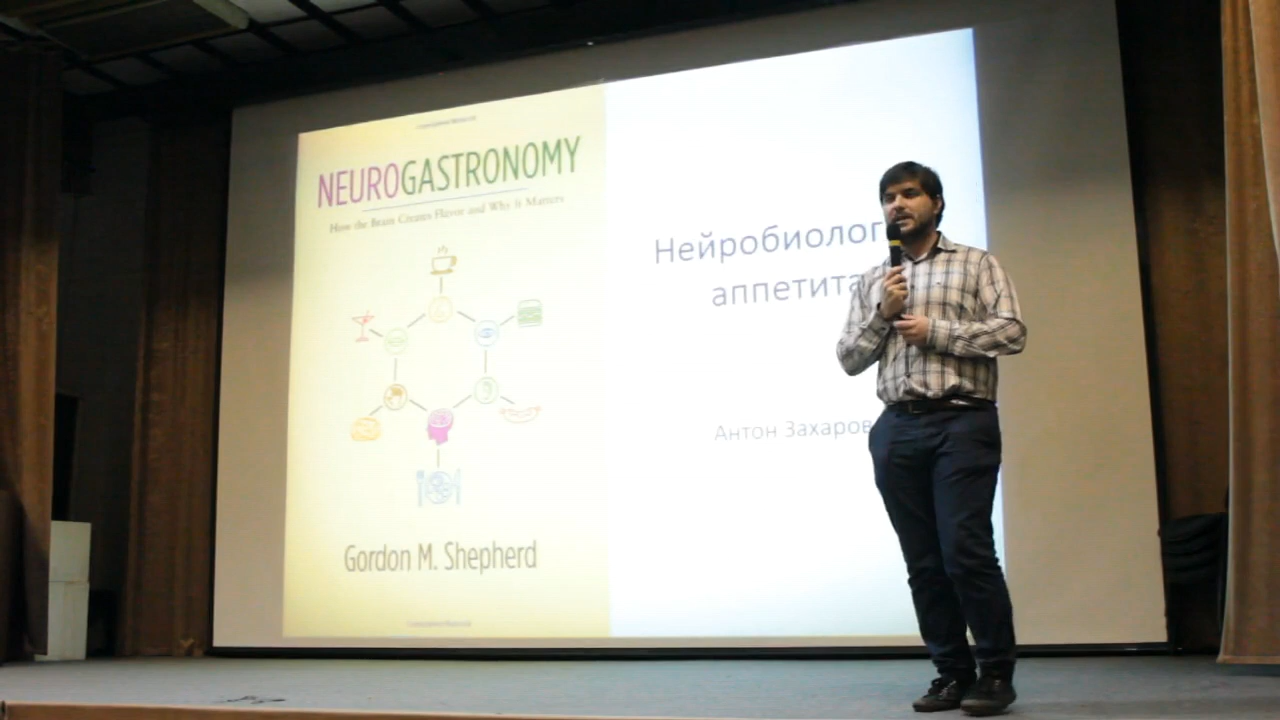 NEUROGASTRONOMY
How the Brain Creates Flavor and Why It Matters
Gordon M. Shepherd
Нейробиолог
аппетита
Антон Захаров